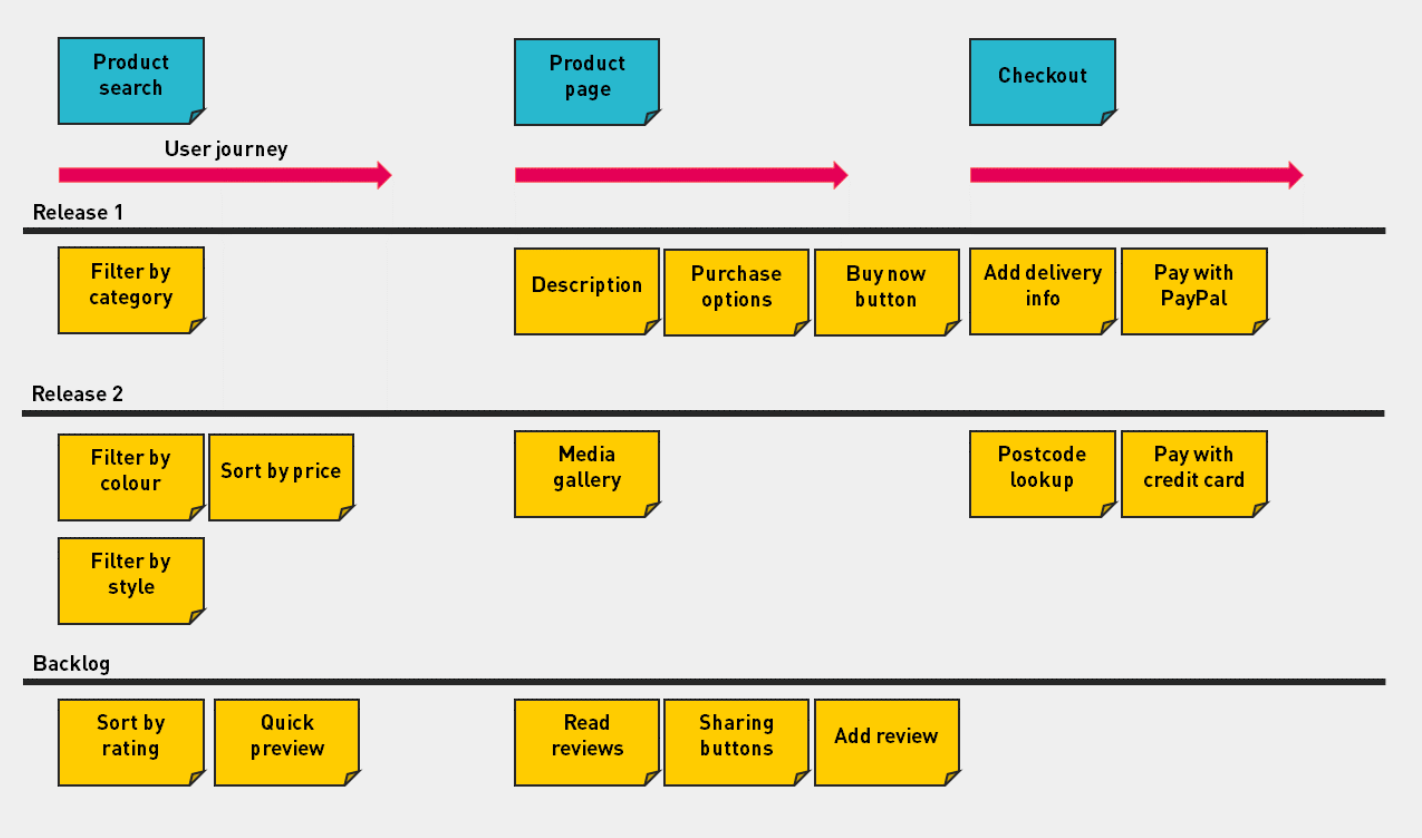 Product
search
Product
page
Checkout
User journey
Release 1
Filter by
category
Description
Purchase
options
Buy now
button
Add delivery
info
Pay with
PayPal
Release 2
Filter by
colour
Sort by price
Media
gallery
Postcode
lookup
Pay with
credit card
Filter by
style
Backlog
Sort by
rating
Quick
preview
Read
reviews
Sharing
buttons
Add review